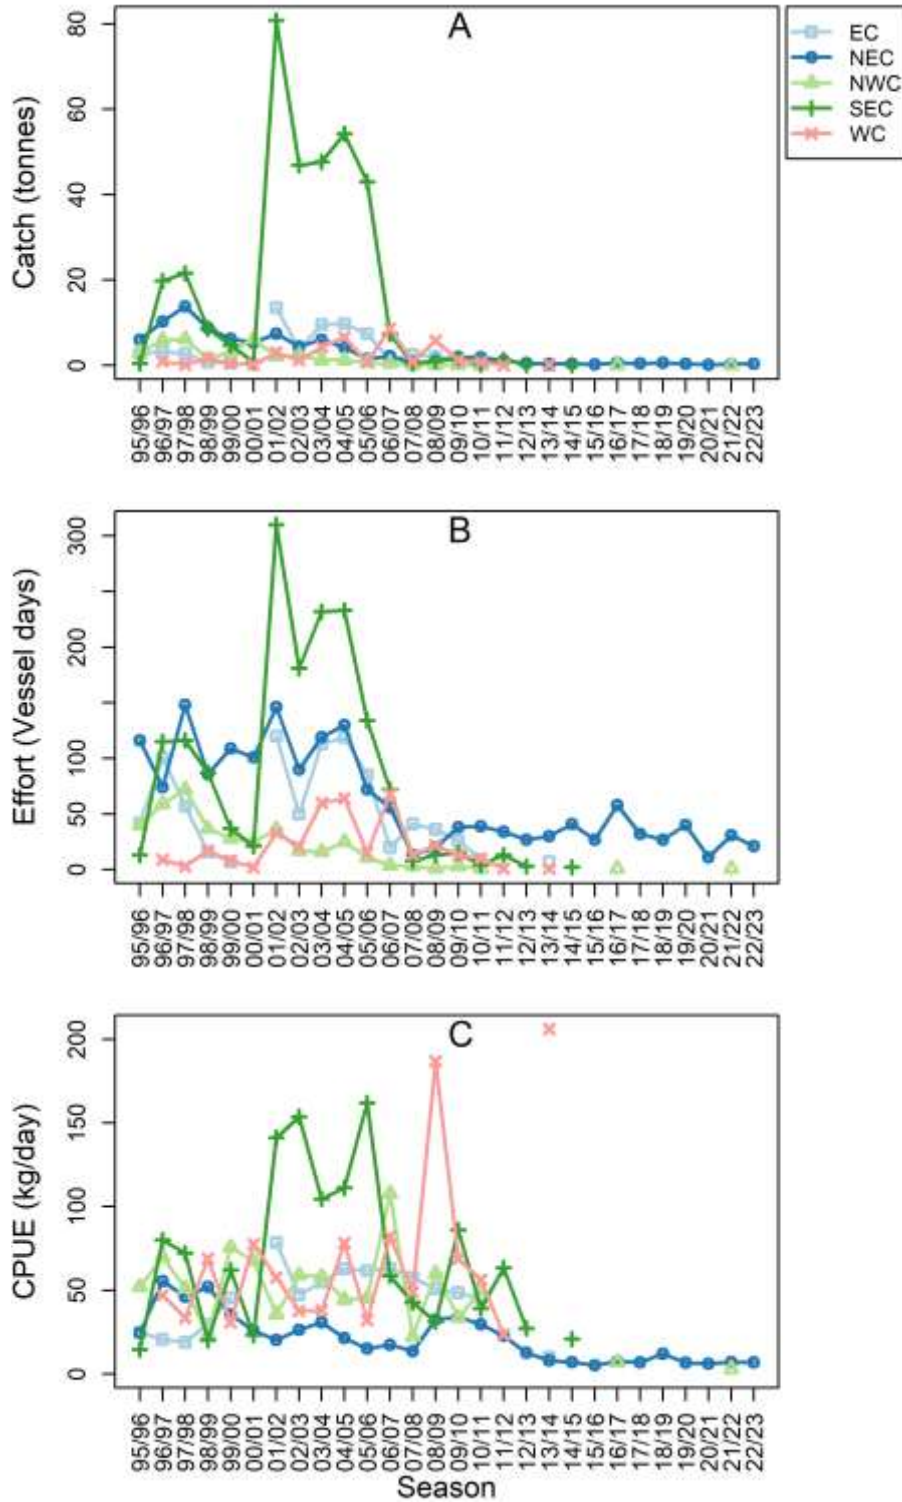 A
EC
NEC
NWC
SEC
WC
Catch (tonnes)
80
60
40
20
0
95/96 96/97 97/98 98/99 99/00 00/01 01/02 02/03 03/04 04/05 05/06 06/07 07/08 08/09 09/10 10/11 11/12 12/13 13/14 14/15 15/16 16/17 17/18 18/19 19/20 20/21 21/22 22/23
B
Effort (Vessel days)
300
200
100
50
0
95/96 96/97 97/98 98/99 99/00 00/01 01/02 02/03 03/04 04/05 05/06 06/07 07/08 08/09 09/10 10/11 11/12 12/13 13/14 14/15 15/16 16/17 17/18 18/19 19/20 20/21 21/22 22/23
C
CPUE (kg/day)
200
150
100
50
0
95/96 96/97 97/98 98/99 99/00 00/01 01/02 02/03 03/04 04/05 05/06 06/07 07/08 08/09 09/10 10/11 11/12 12/13 13/14 14/15 15/16 16/17 17/18 18/19 19/20 20/21 21/22 22/23
Season